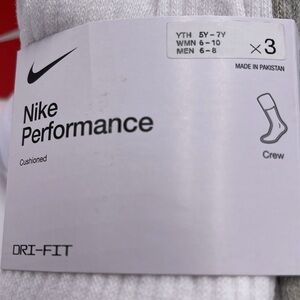 YTH 5Y - 7Y
WMN 6 - 10
MEN 6 - 8
×3
MADE IN PAKISTAN
Nike
Performance
Cushioned
Crew
DRI-FIT